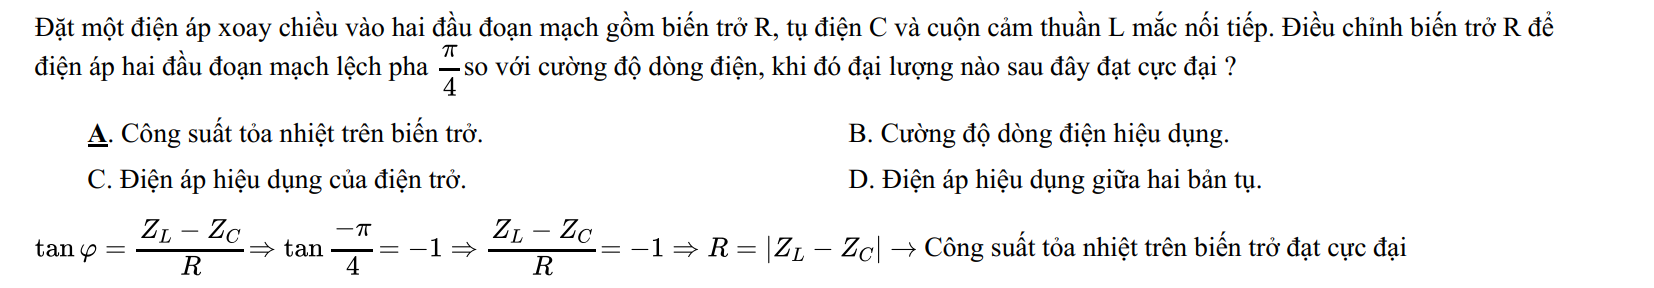 Đặt một điện áp xoay chiều vào hai đầu đoạn mạch gồm biến trở R, tụ điện C và cuộn cảm thuần L mắc nối tiếp. Điều chỉnh biến trở R để
điện áp hai đầu đoạn mạch lệch pha $\frac{\pi}{4}$ so với cường độ dòng điện, khi đó đại lượng nào sau đây đạt cực đại ?
A. Công suất tỏa nhiệt trên biến trở. B. Cường độ dòng điện hiệu dụng.
C. Điện áp hiệu dụng của điện trở. D. Điện áp hiệu dụng giữa hai bản tụ.
$\tan \varphi = \frac{Z_L - Z_C}{R} \Rightarrow \tan \frac{-\pi}{4} = -1 \Rightarrow \frac{Z_L - Z_C}{R} = -1 \Rightarrow R = |Z_L - Z_C| \rightarrow$ Công suất tỏa nhiệt trên biến trở đạt cực đại